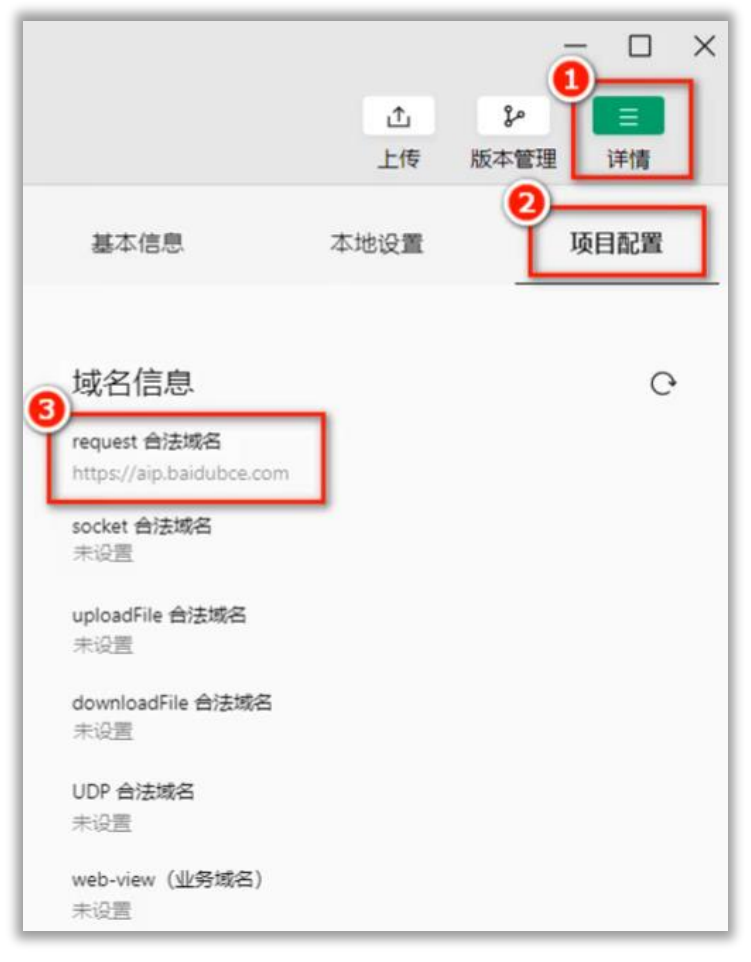 1
上传 版本管理 详情
2
基本信息 本地设置 项目配置
域名信息
3
request 合法域名
https://aip.baidubce.com
socket 合法域名
未设置
uploadFile 合法域名
未设置
downloadFile 合法域名
未设置
UDP 合法域名
未设置
web-view（业务域名）
未设置